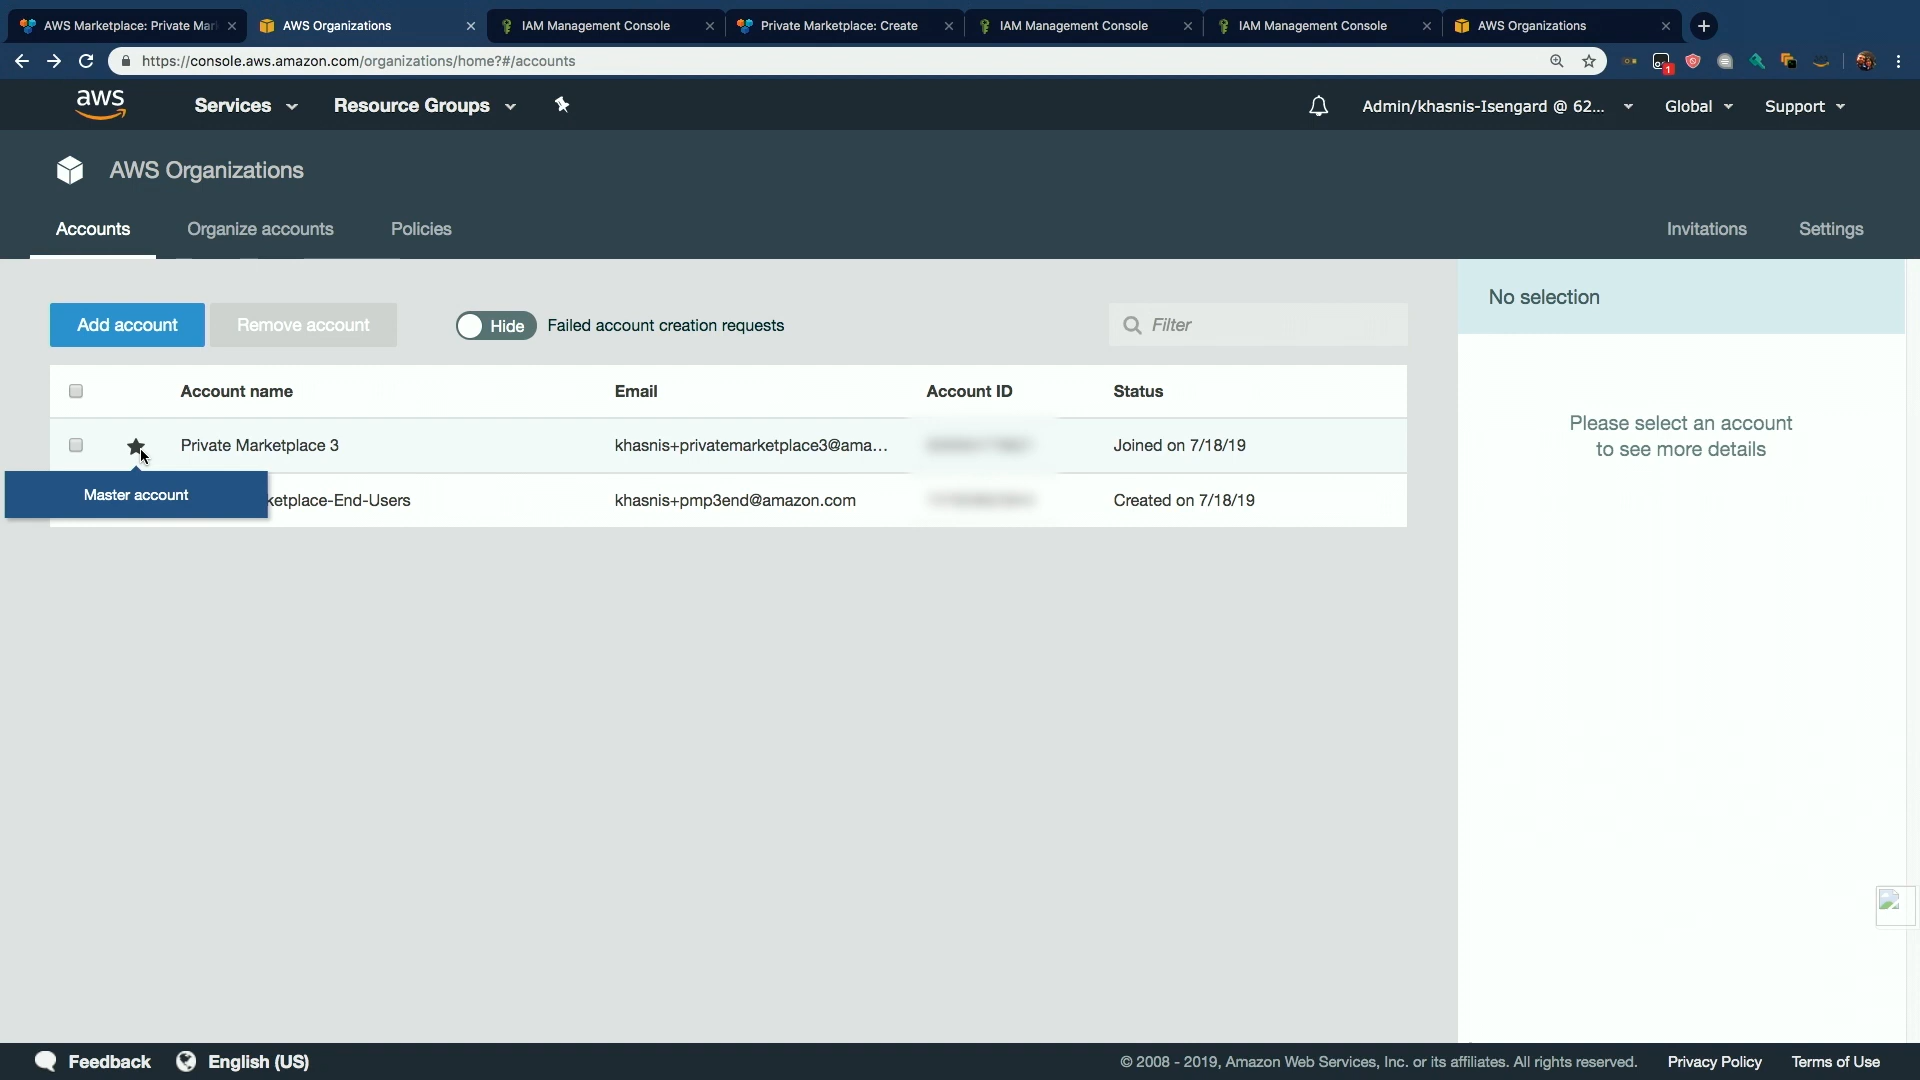 AWS Marketplace: Private Mar
AWS Organizations
IAM Management Console
Private Marketplace: Create
IAM Management Console
IAM Management Console
AWS Organizations
https://console.aws.amazon.com/organizations/home?#/accounts
1
aws
Services
Resource Groups
Admin/khasnis-Isengard @ 62...
Global
Support
AWS Organizations
Accounts
Organize accounts
Policies
Invitations
Settings
Add account
Remove account
Hide
Failed account creation requests
Filter
No selection
Please select an account
to see more details
Account name
Email
Account ID
Status
Private Marketplace 3
khasnis+privatemarketplace3@ama...
Joined on 7/18/19
Master account
ketplace-End-Users
khasnis+pmp3end@amazon.com
Created on 7/18/19
Feedback
English (US)
© 2008 - 2019, Amazon Web Services, Inc. or its affiliates. All rights reserved.
Privacy Policy
Terms of Use